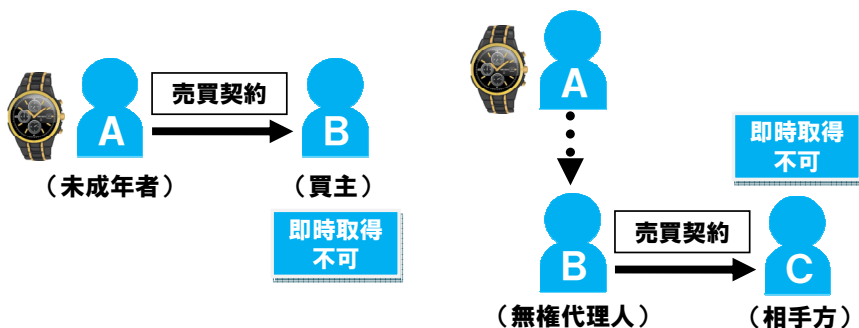 A
売買契約
B
（未成年者）
（買主）
即時取得
不可
A
即時取得
不可
B
売買契約
C
（無権代理人）
（相手方）